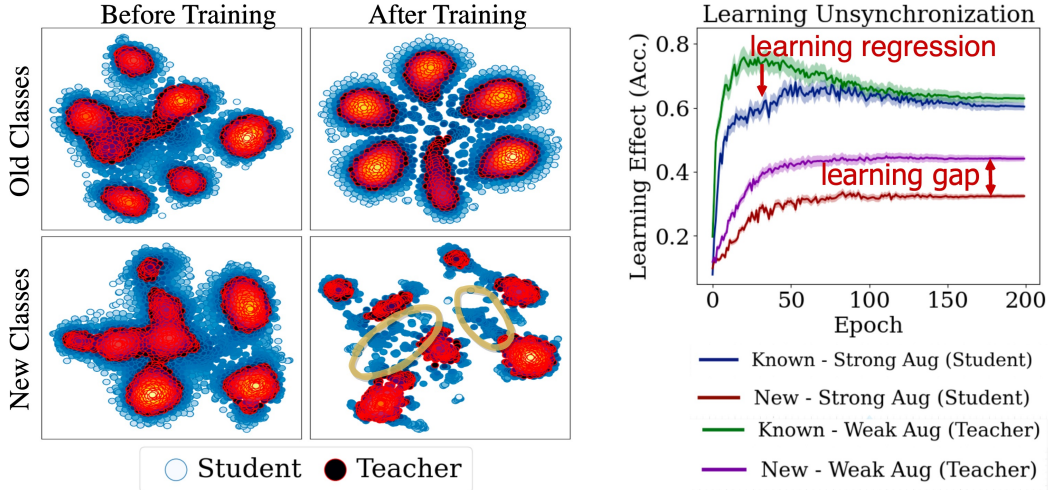 Before Training
After Training
Old Classes
New Classes
Student
Teacher
Learning Unsynchronization
learning regression
learning gap
Learning Effect (Acc.)
0.8
0.6
0.4
0.2
0
50
100
150
200
Epoch
Known - Strong Aug (Student)
New - Strong Aug (Student)
Known - Weak Aug (Teacher)
New - Weak Aug (Teacher)